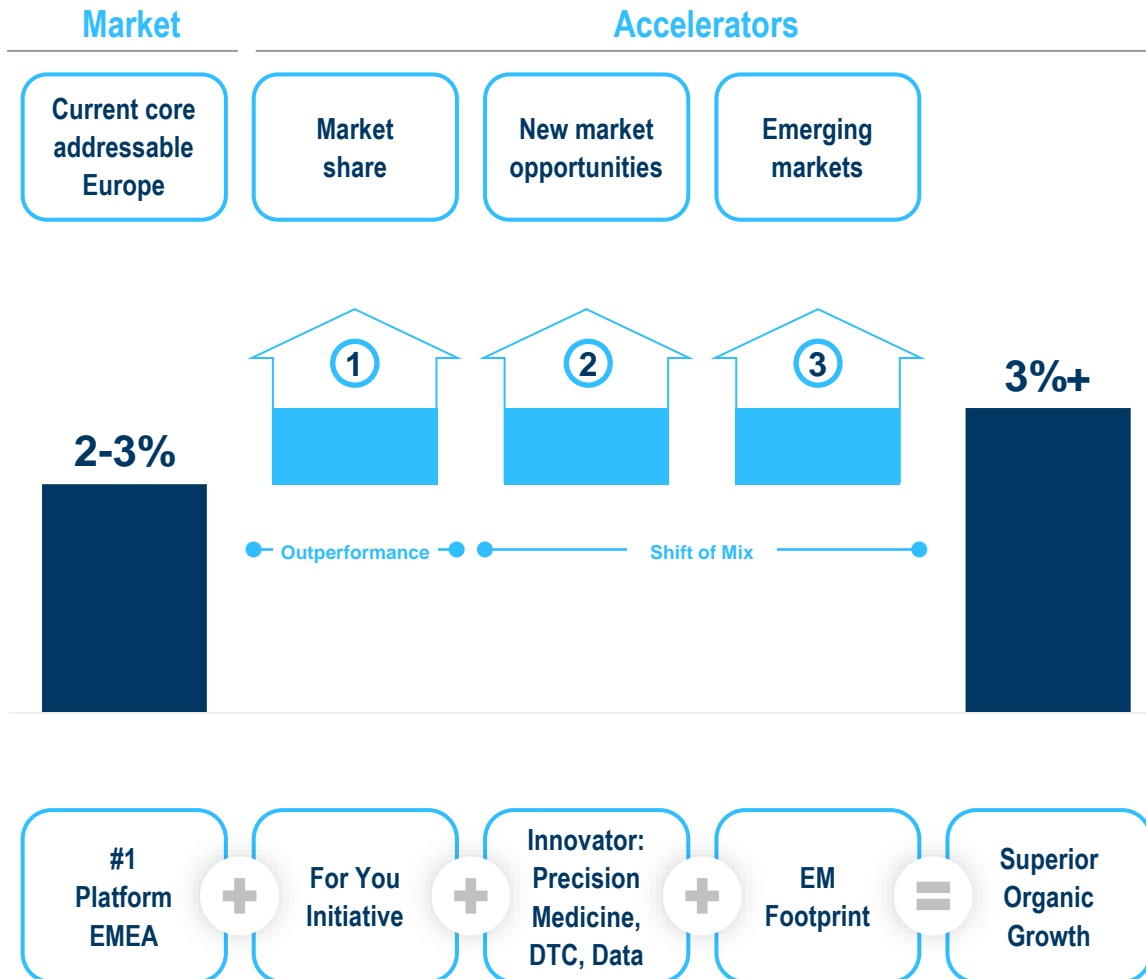 Market
Accelerators
Current core
addressable
Europe
Market
share
New market
opportunities
Emerging
markets
1
2
3
2-3%
3%+
Outperformance
Shift of Mix
#1
Platform
EMEA
+
For You
Initiative
+
Innovator:
Precision
Medicine,
DTC, Data
+
EM
Footprint
=
Superior
Organic
Growth